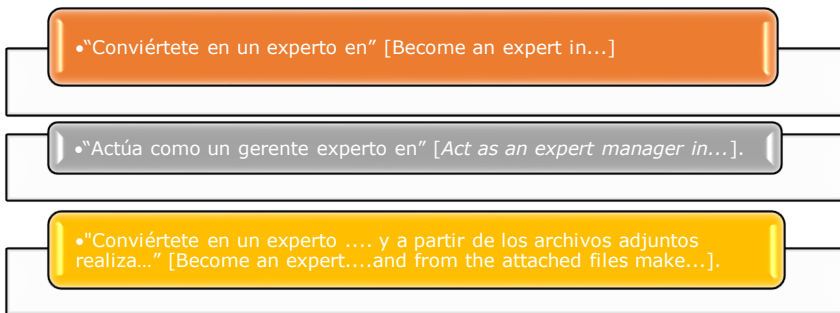 •“Conviértete en un experto en” [Become an expert in...]
•“Actúa como un gerente experto en” [Act as an expert manager in...].
•"Conviértete en un experto .... y a partir de los archivos adjuntos
realiza…” [Become an expert....and from the attached files make...].